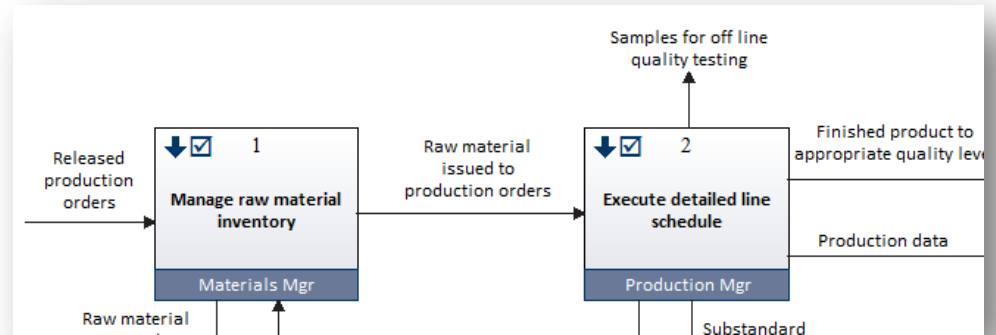 Samples for off line
quality testing
1
2
Released
production
orders
Raw material
issued to
production orders
Finished product to
appropriate quality
Manage raw material
inventory
Execute detailed line
schedule
Production data
Materials Mgr
Production Mgr
Raw material
Substandard